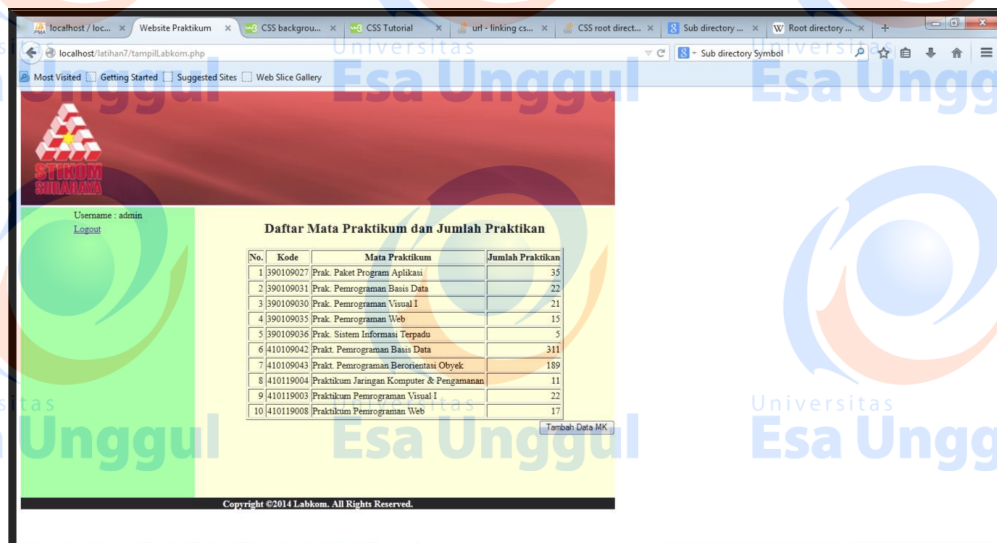 localhost / loc... × Website Praktikum × CSS backgrou... × CSS Tutorial × url - linking cs... × CSS root direct... × Sub directory ... × Root directory ... × +
localhost/latihan7/tampilLabkom.php Sub directory Symbol
Most Visited Getting Started Suggested Sites Web Slice Gallery
STIKOM
SURABAYA
Username : admin
Logout
Daftar Mata Praktikum dan Jumlah Praktikan
No. Kode Mata Praktikum Jumlah Praktikan
1 390109027 Prak. Paket Program Aplikasi 35
2 390109031 Prak. Pemrograman Basis Data 22
3 390109030 Prak. Pemrograman Visual I 21
4 390109035 Prak. Pemrograman Web 15
5 390109036 Prak. Sistem Informasi Terpadu 5
6 410109042 Prakt. Pemrograman Basis Data 311
7 410109043 Prakt. Pemrograman Berorientasi Obyek 189
8 410119004 Praktikum Jaringan Komputer & Pengamanan 11
9 410119003 Praktikum Pemrograman Visual I 22
10 410119008 Praktikum Pemrograman Web 17
Tambah Data MK
Copyright ©2014 Labkom. All Rights Reserved.
Universitas
Esa Unggul
Universitas
Esa Ungg
Universitas
Esa Unggul
Universitas
Esa Ungg